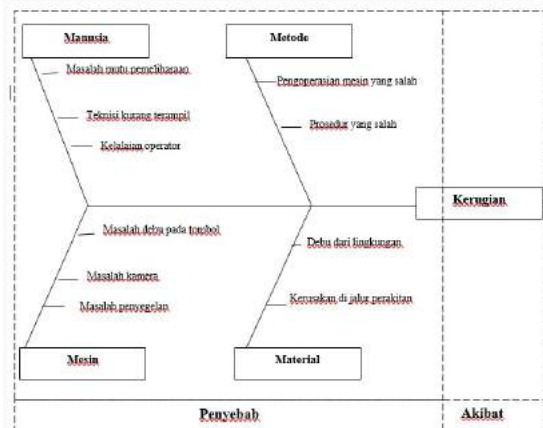 Manusia
Metode
Masalah mutu pemeliharaan
Pengoperasian mesin yang salah
Teknisi kurang terampil
Prosedur yang salah
Kelalaian operator
Kerugian
Masalah debu pada tombol
Debu dari lingkungan
Masalah kamera
Masalah penyegelan
Kerusakan di jalur perakitan
Mesin
Material
Penyebab
Akibat